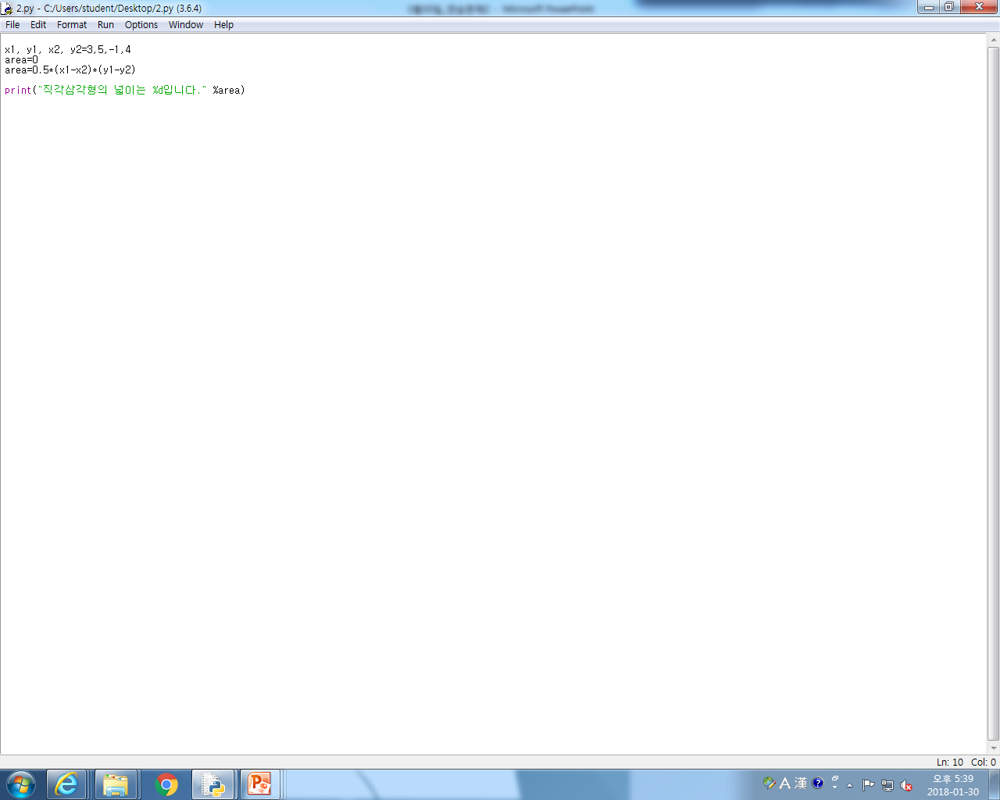 2.py - C:/Users/student/Desktop/2.py (3.6.4)
Microsoft PowerPoint
File Edit Format Run Options Window Help
x1, y1, x2, y2=3,5,-1,4
area=0
area=0.5*(x1-x2)*(y1-y2)
print("직각삼각형의 넓이는 %d입니다." %area)
Ln: 10 Col: 0
A 漢
오후 5:39
2018-01-30